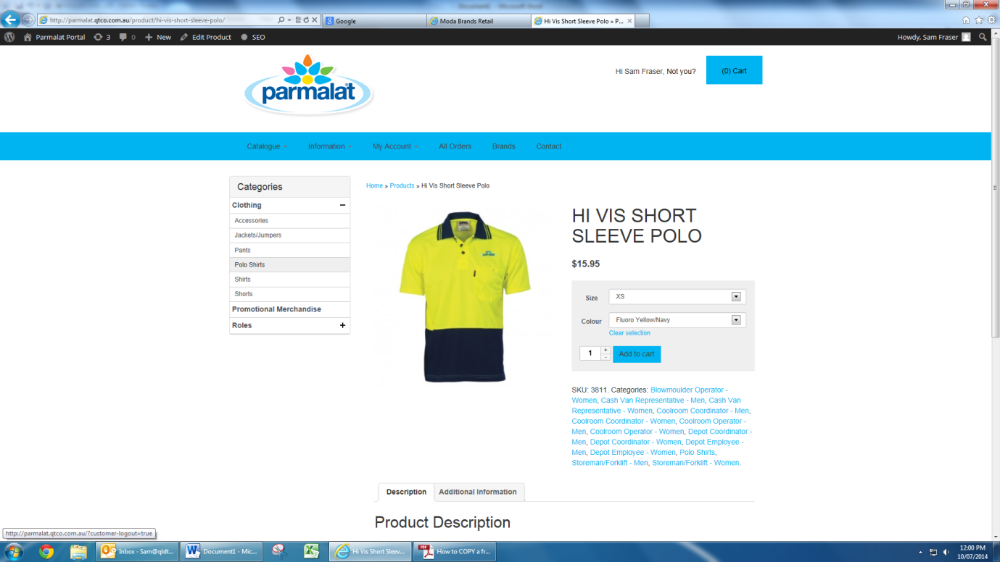 Document1 - Microsoft Word
http://parmalat.qtco.com.au/product/hi-vis-short-sleeve-polo/
Google
Moda Brands Retail
Hi Vis Short Sleeve Polo » P...
Parmalat Portal
3
0
New
Edit Product
SEO
Howdy, Sam Fraser
parmalat
Hi Sam Fraser, Not you?
(0) Cart
Catalogue
Information
My Account
All Orders
Brands
Contact
Categories
Clothing
Accessories
Jackets/Jumpers
Pants
Polo Shirts
Shirts
Shorts
Promotional Merchandise
Roles
Home » Products » Hi Vis Short Sleeve Polo
HI VIS SHORT
SLEEVE POLO
$15.95
Size
XS
Colour
Fluoro Yellow/Navy
Clear selection
1
Add to cart
SKU: 3811. Categories: Blowmoulder Operator -
Women, Cash Van Representative - Men, Cash Van
Representative - Women, Coolroom Coordinator - Men,
Coolroom Coordinator - Women, Coolroom Operator -
Men, Coolroom Operator - Women, Depot Coordinator -
Men, Depot Coordinator - Women, Depot Employee -
Men, Depot Employee - Women, Polo Shirts,
Storeman/Forklift - Men, Storeman/Forklift - Women.
Description
Additional Information
Product Description
http://parmalat.qtco.com.au/?customer-logout=true
Inbox - Sam@qldt...
Document1 - Mic...
Hi Vis Short Sleev...
How to COPY a fr...
12:00 PM
10/07/2014